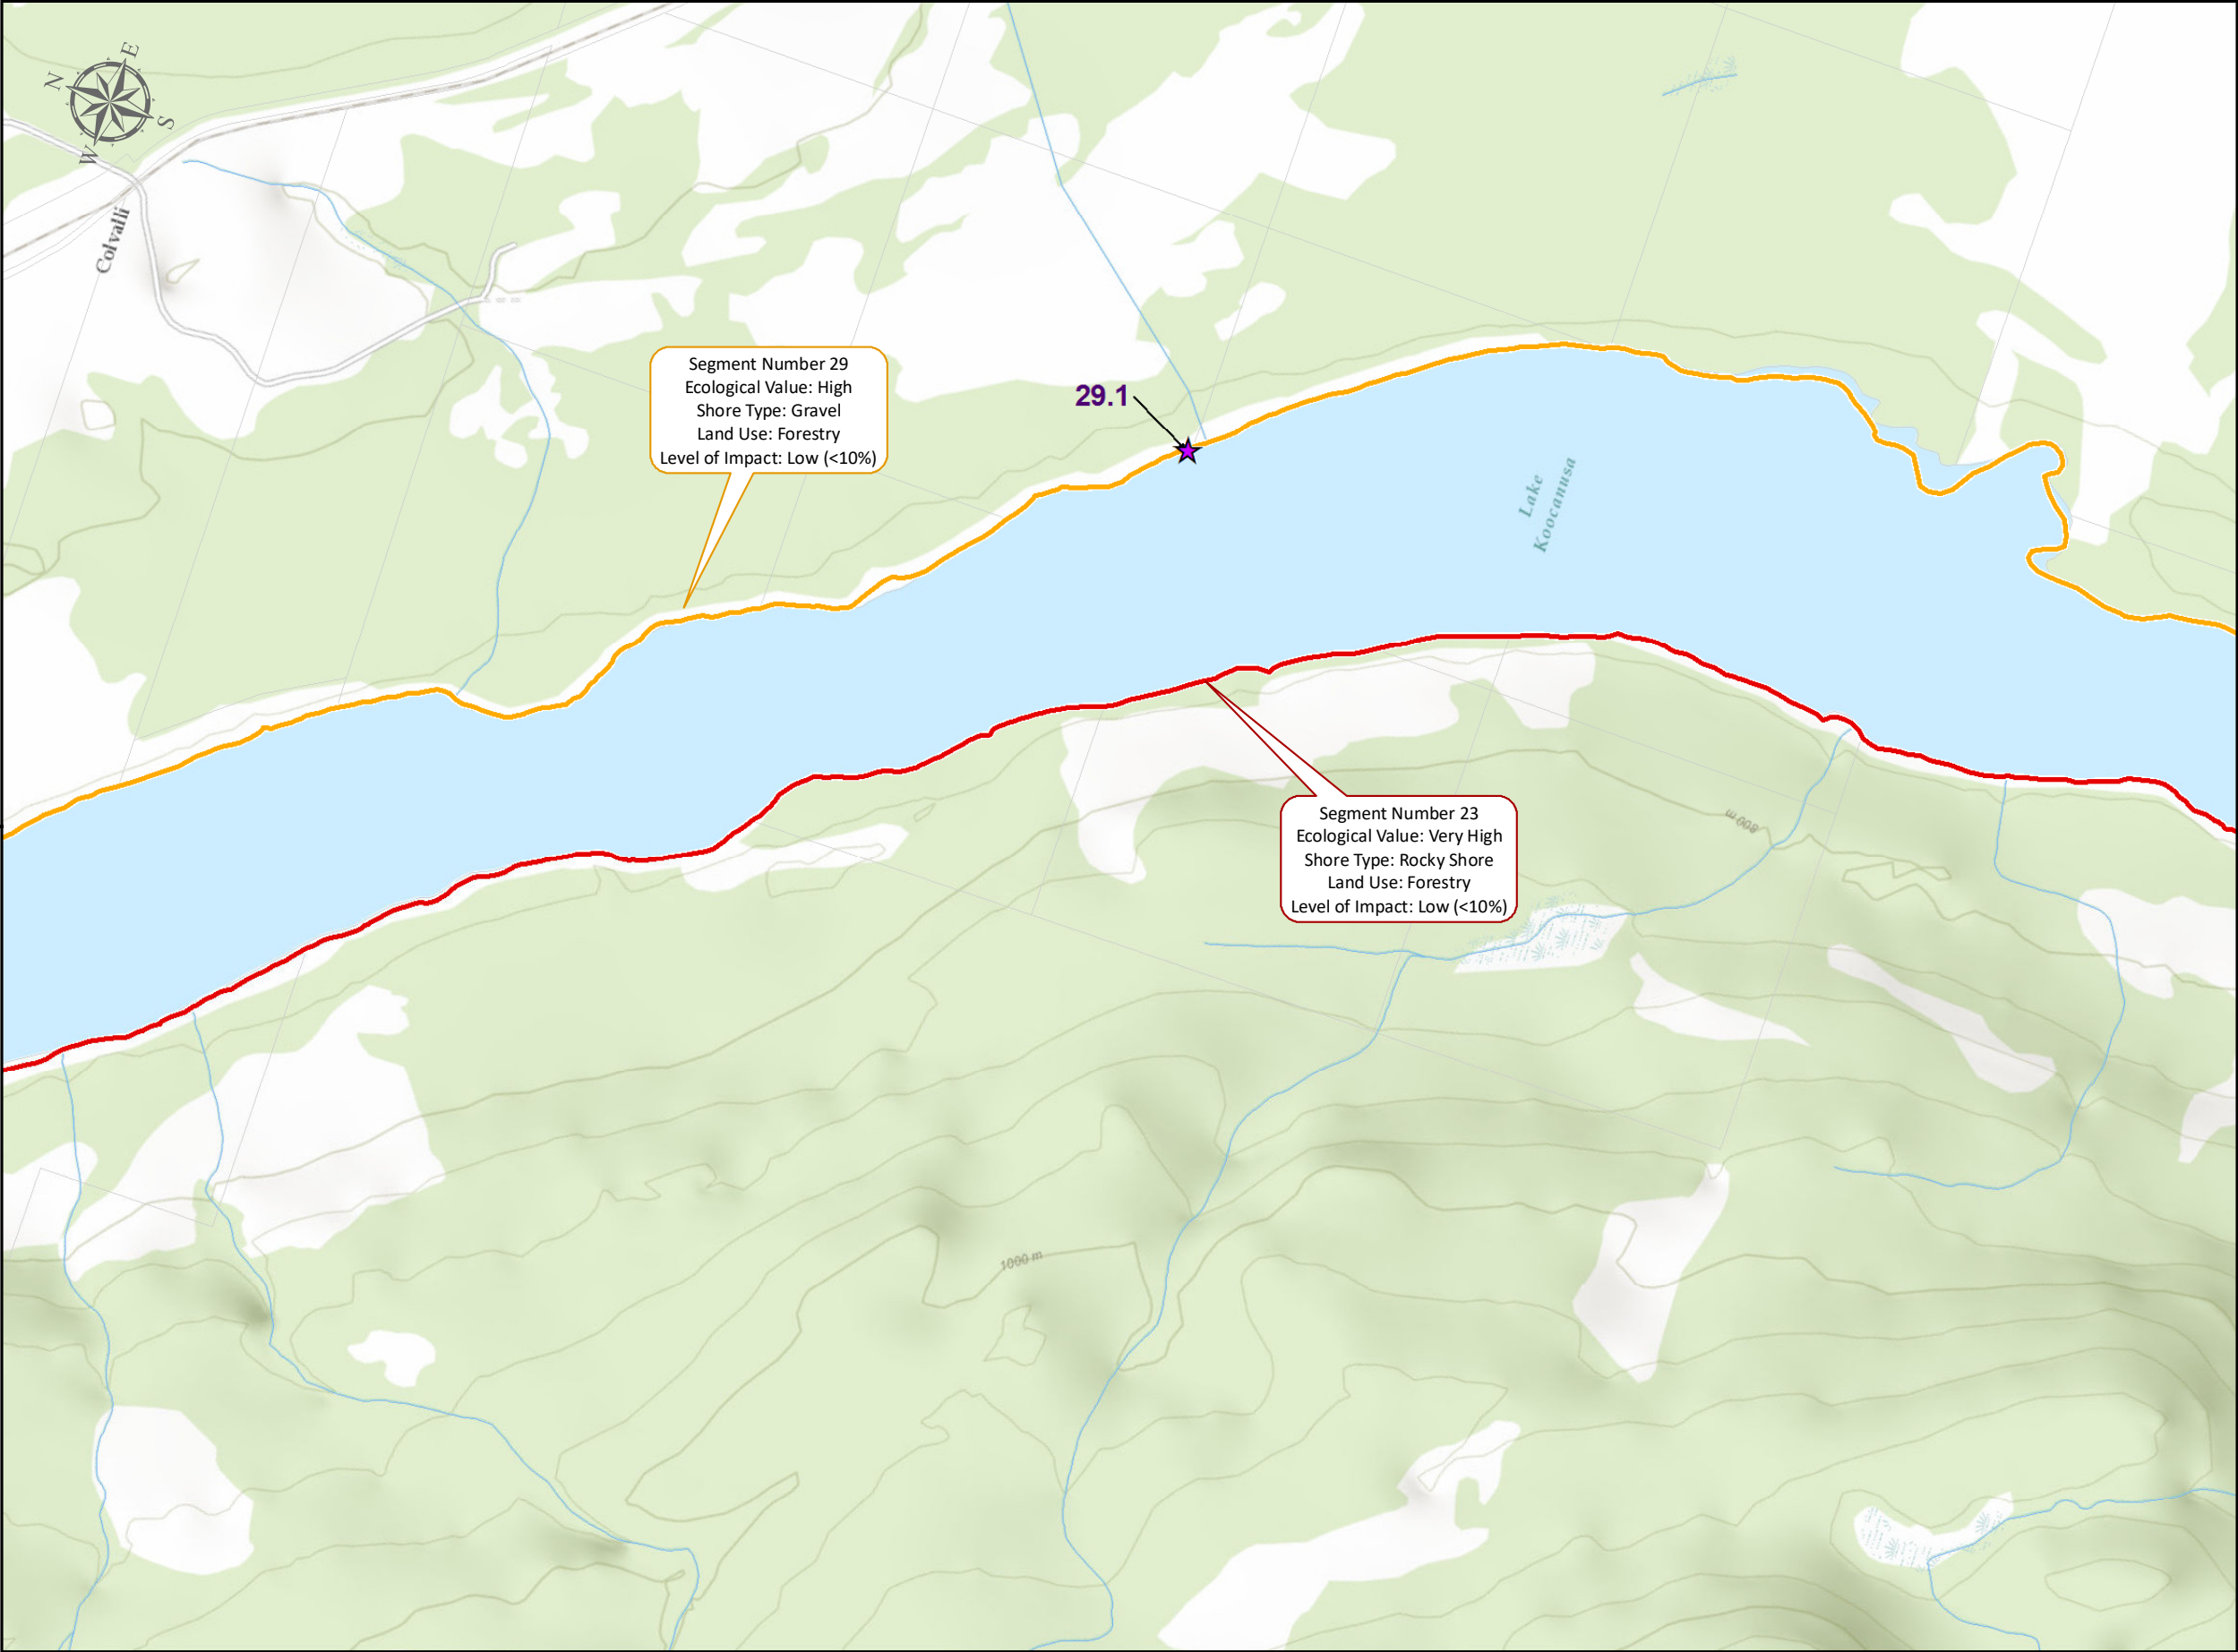 N
E
S
W
Colvalli
Segment Number 29
Ecological Value: High
Shore Type: Gravel
Land Use: Forestry
Level of Impact: Low (<10%)
29.1
Lake
Koocanusa
Segment Number 23
Ecological Value: Very High
Shore Type: Rocky Shore
Land Use: Forestry
Level of Impact: Low (<10%)
800 m
1000 m